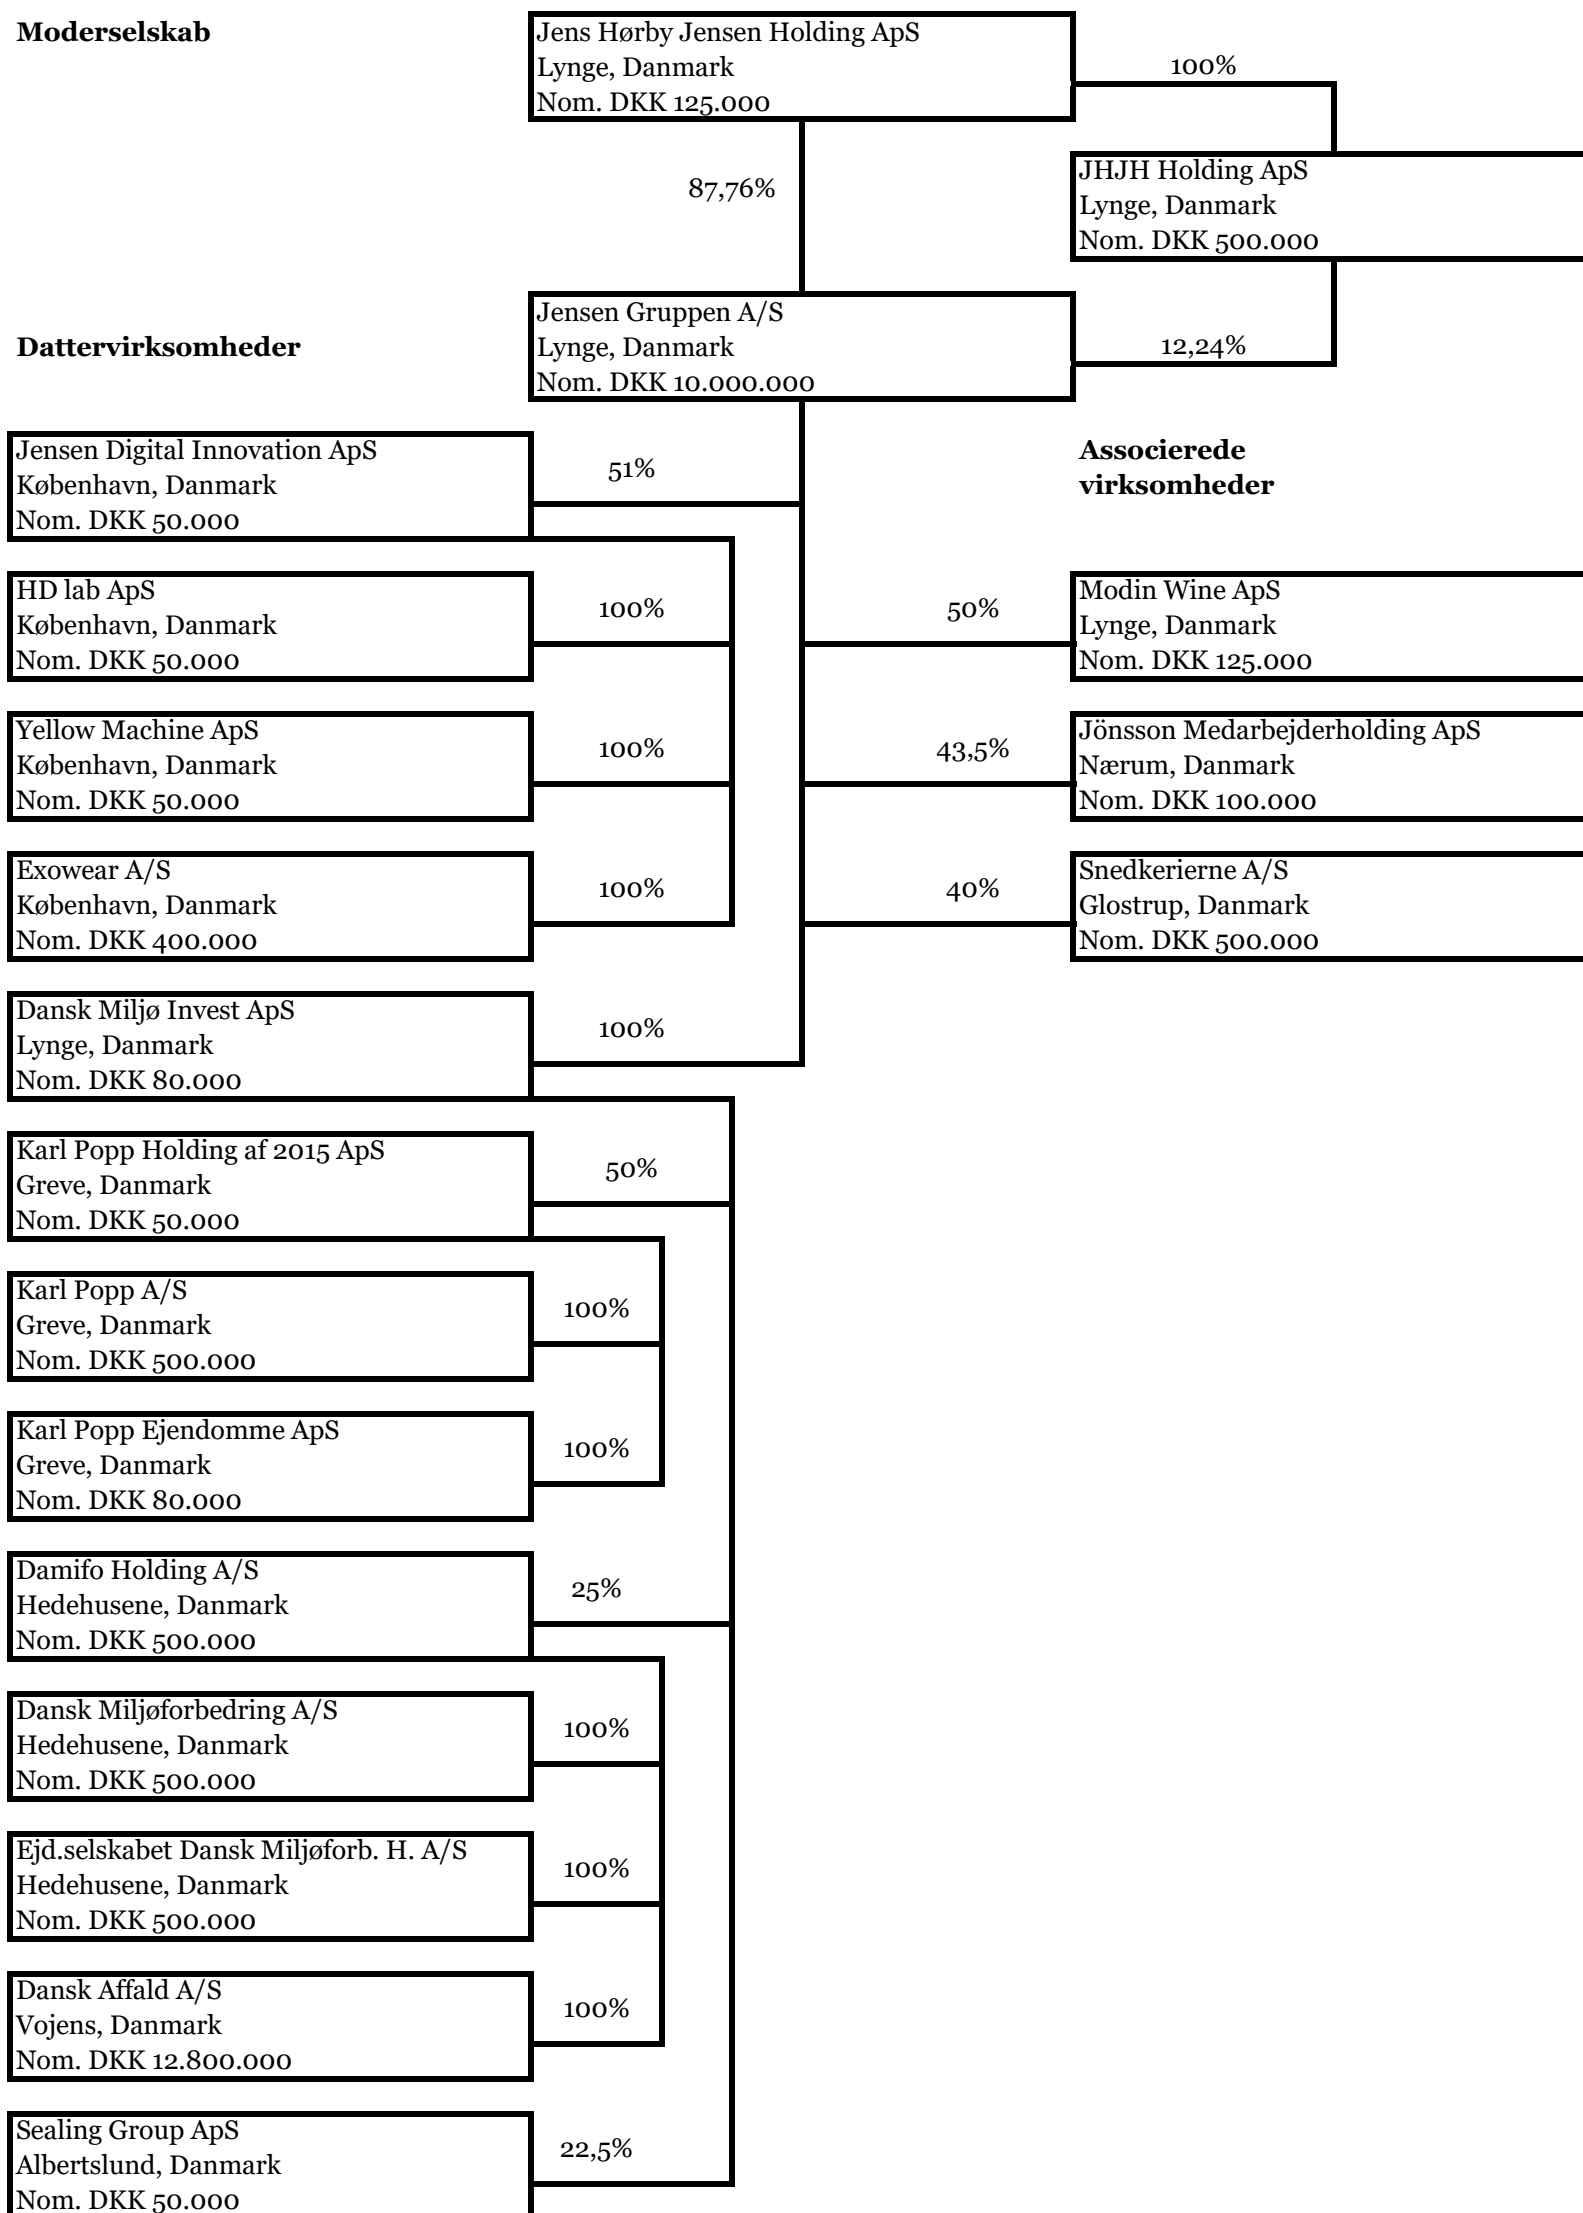 Moderselskab
Jens Hørby Jensen Holding ApS
Lynge, Danmark
Nom. DKK 125.000
100%
87,76%
JHJH Holding ApS
Lynge, Danmark
Nom. DKK 500.000
Dattervirksomheder
Jensen Gruppen A/S
Lynge, Danmark
Nom. DKK 10.000.000
12,24%
Jensen Digital Innovation ApS
København, Danmark
Nom. DKK 50.000
51%
Associerede
virksomheder
HD lab ApS
København, Danmark
Nom. DKK 50.000
100%
50%
Modin Wine ApS
Lynge, Danmark
Nom. DKK 125.000
Yellow Machine ApS
København, Danmark
Nom. DKK 50.000
100%
43,5%
Jönsson Medarbejderholding ApS
Nærum, Danmark
Nom. DKK 100.000
Exowear A/S
København, Danmark
Nom. DKK 400.000
100%
40%
Snedkerierne A/S
Glostrup, Danmark
Nom. DKK 500.000
Dansk Miljø Invest ApS
Lynge, Danmark
Nom. DKK 80.000
100%
Karl Popp Holding af 2015 ApS
Greve, Danmark
Nom. DKK 50.000
50%
Karl Popp A/S
Greve, Danmark
Nom. DKK 500.000
100%
Karl Popp Ejendomme ApS
Greve, Danmark
Nom. DKK 80.000
100%
Damifo Holding A/S
Hedehusene, Danmark
Nom. DKK 500.000
25%
Dansk Miljøforbedring A/S
Hedehusene, Danmark
Nom. DKK 500.000
100%
Ejd.selskabet Dansk Miljøforb. H. A/S
Hedehusene, Danmark
Nom. DKK 500.000
100%
Dansk Affald A/S
Vojens, Danmark
Nom. DKK 12.800.000
100%
Sealing Group ApS
Albertslund, Danmark
Nom. DKK 50.000
22,5%